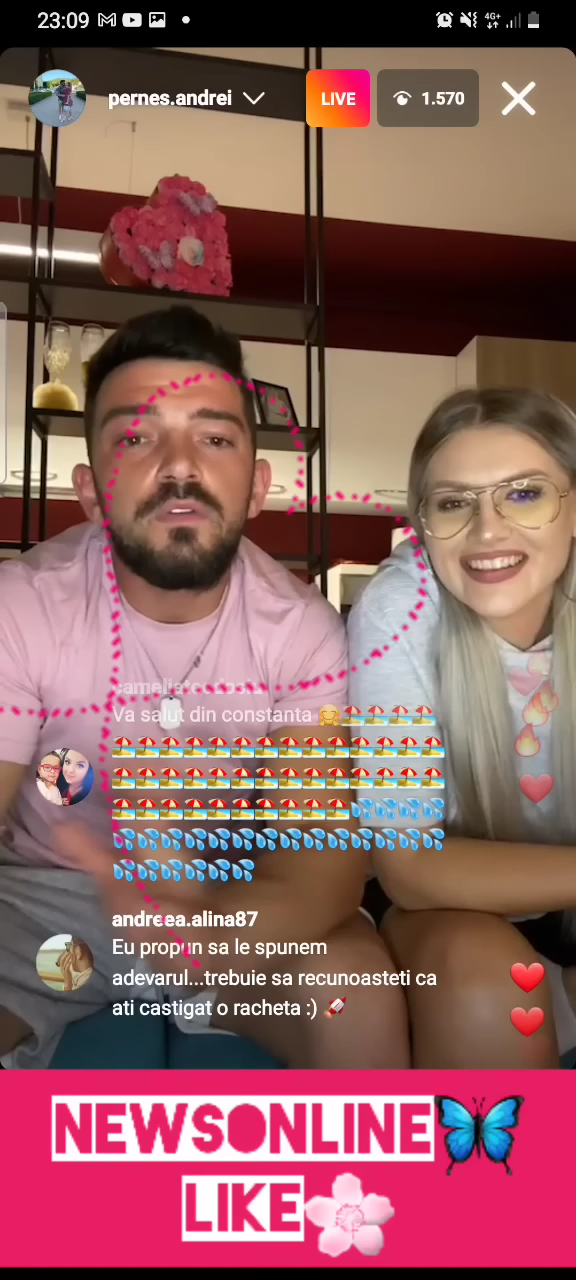 23:09
4G+
pernes.andrei
LIVE
1.570
Va salut din constanta 🤗⛱️⛱️⛱️⛱️
⛱️⛱️⛱️⛱️⛱️⛱️⛱️⛱️⛱️⛱️⛱️⛱️⛱️⛱️
⛱️⛱️⛱️⛱️⛱️⛱️⛱️⛱️⛱️⛱️⛱️⛱️⛱️⛱️
⛱️⛱️⛱️⛱️⛱️⛱️⛱️⛱️⛱️⛱️💦💦💦💦
💦💦💦💦💦💦💦💦💦💦💦💦💦💦
💦💦💦💦💦💦
andreea.alina87
Eu propun sa le spunem
adevarul...trebuie sa recunoasteti ca
ati castigat o racheta :) 🚀
NEWSONLINE🦋
LIKE🌸